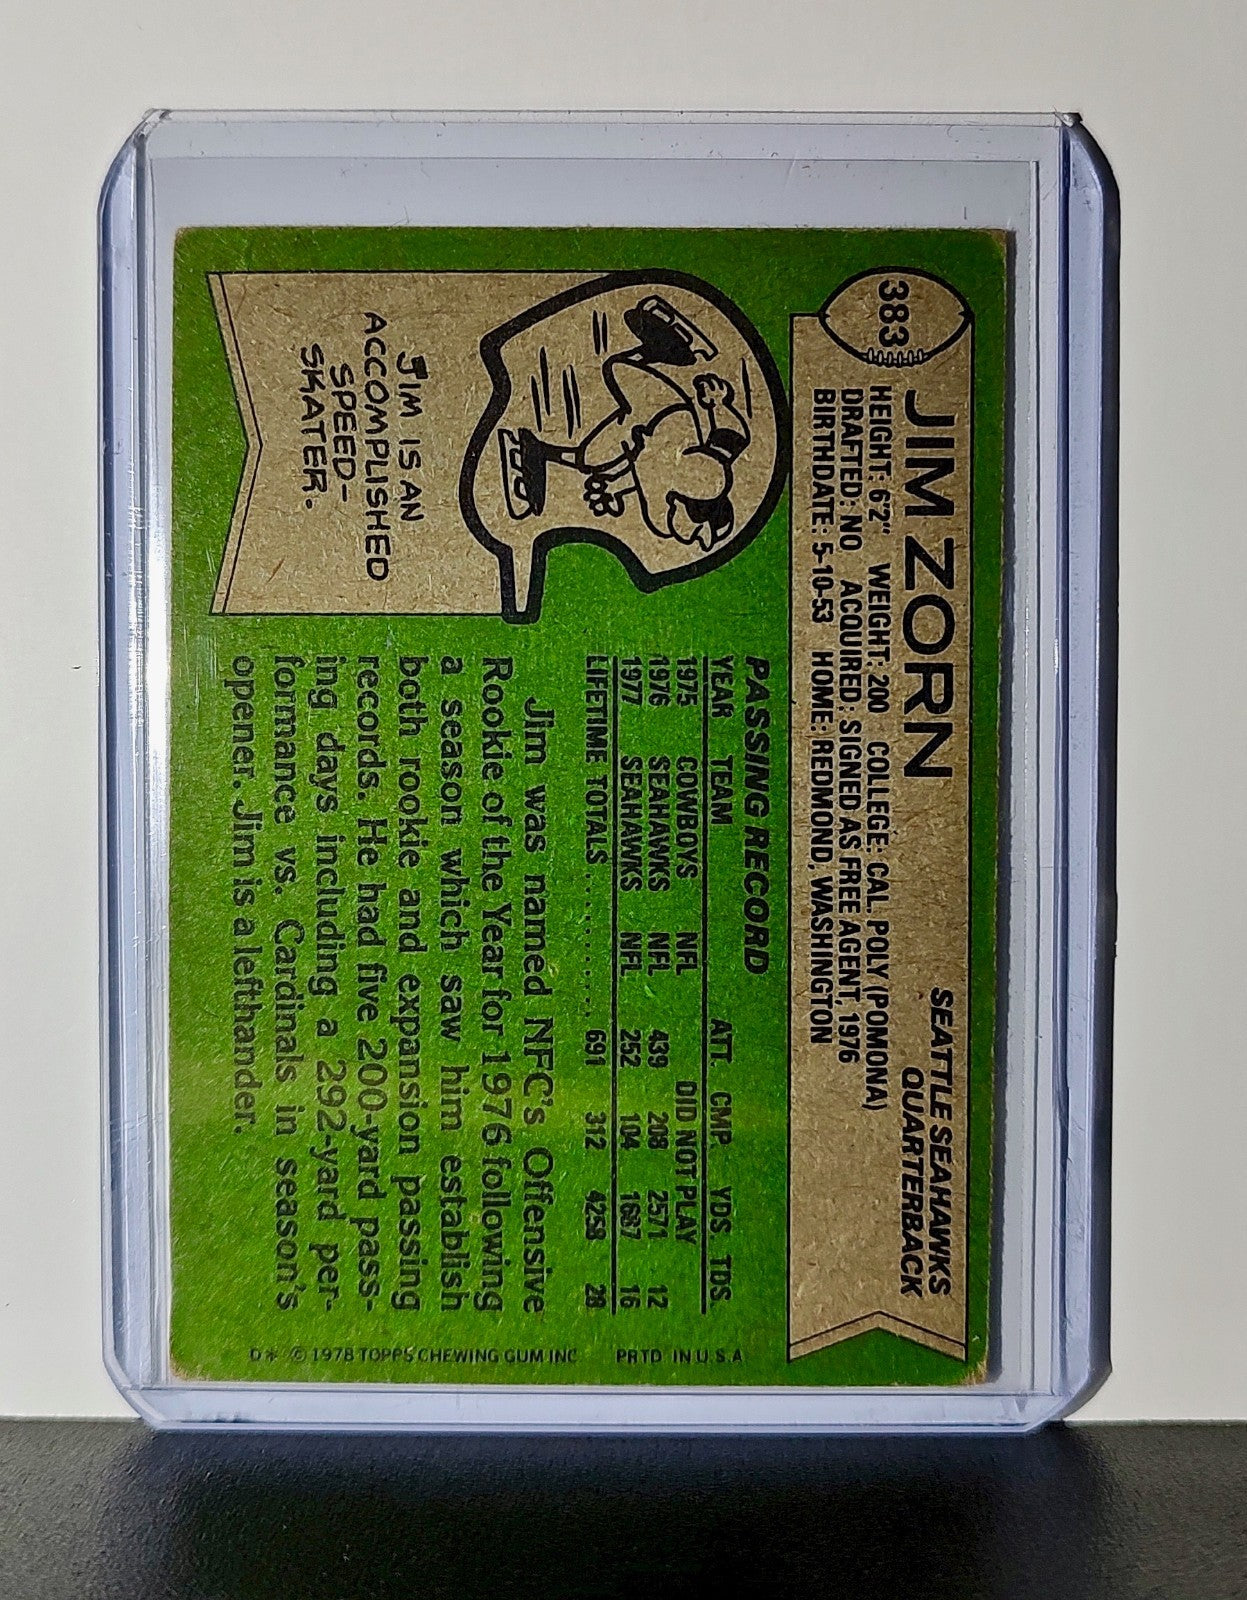 383
JIM ZORN
SEATTLE SEAHAWKS
QUARTERBACK
HEIGHT: 6'2" WEIGHT: 200 COLLEGE: CAL. POLY (POMONA)
DRAFTED: NO ACQUIRED: SIGNED AS FREE AGENT, 1976
BIRTHDATE: 5-10-53 HOME: REDMOND, WASHINGTON
JIM IS AN
ACCOMPLISHED
SPEED-
SKATER.
PASSING RECORD
YEAR TEAM ATT. CMP. YDS. TDS.
1975 COWBOYS NFL DID NOT PLAY
1976 SEAHAWKS NFL 439 208 2571 12
1977 SEAHAWKS NFL 252 104 1687 16
LIFETIME TOTALS .......... 691 312 4258 28
Jim was named NFC's Offensive
Rookie of the Year for 1976 following
a season which saw him establish
both rookie and expansion passing
records. He had five 200-yard pass-
ing days including a 292-yard per-
formance vs. Cardinals in season's
opener. Jim is a lefthander.
D* © 1978 TOPPS CHEWING GUM INC PRTD. IN U.S.A.